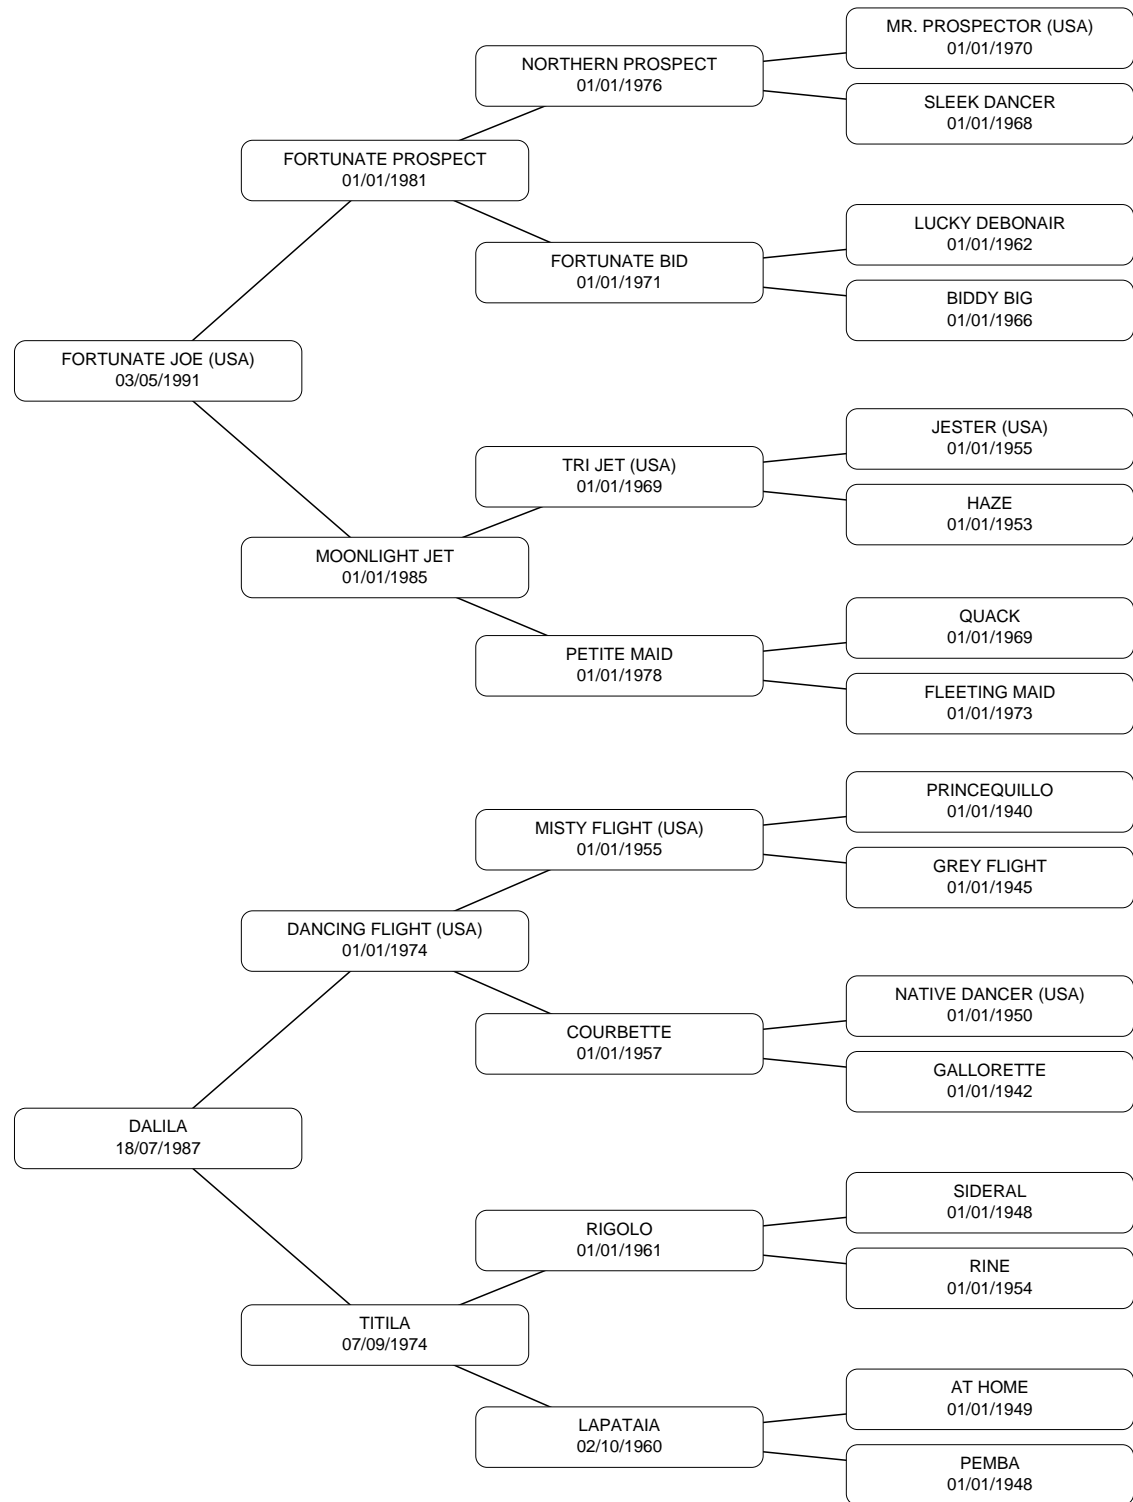 MR. PROSPECTOR (USA)
01/01/1970
NORTHERN PROSPECT
01/01/1976
SLEEK DANCER
01/01/1968
FORTUNATE PROSPECT
01/01/1981
LUCKY DEBONAIR
01/01/1962
FORTUNATE BID
01/01/1971
BIDDY BIG
01/01/1966
FORTUNATE JOE (USA)
03/05/1991
JESTER (USA)
01/01/1955
TRI JET (USA)
01/01/1969
HAZE
01/01/1953
MOONLIGHT JET
01/01/1985
QUACK
01/01/1969
PETITE MAID
01/01/1978
FLEETING MAID
01/01/1973
PRINCEQUILLO
01/01/1940
MISTY FLIGHT (USA)
01/01/1955
GREY FLIGHT
01/01/1945
DANCING FLIGHT (USA)
01/01/1974
NATIVE DANCER (USA)
01/01/1950
COURBETTE
01/01/1957
GALLORETTE
01/01/1942
DALILA
18/07/1987
SIDERAL
01/01/1948
RIGOLO
01/01/1961
RINE
01/01/1954
TITILA
07/09/1974
AT HOME
01/01/1949
LAPATAIA
02/10/1960
PEMBA
01/01/1948